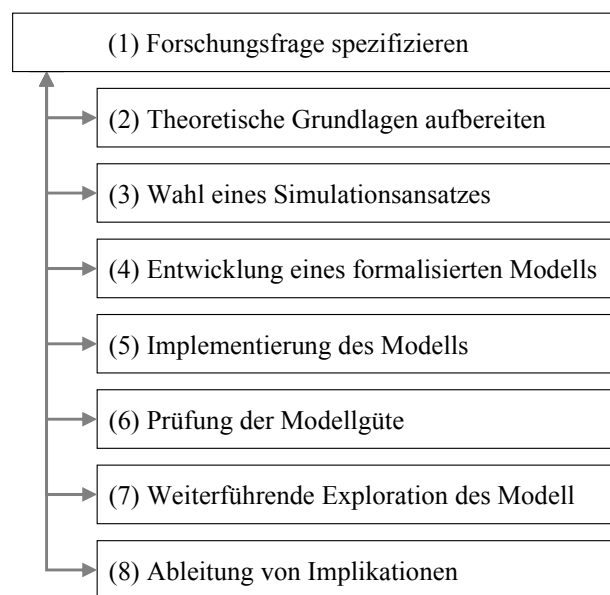 (1) Forschungsfrage spezifizieren
(2) Theoretische Grundlagen aufbereiten
(3) Wahl eines Simulationsansatzes
(4) Entwicklung eines formalisierten Modells
(5) Implementierung des Modells
(6) Prüfung der Modellgüte
(7) Weiterführende Exploration des Modell
(8) Ableitung von Implikationen